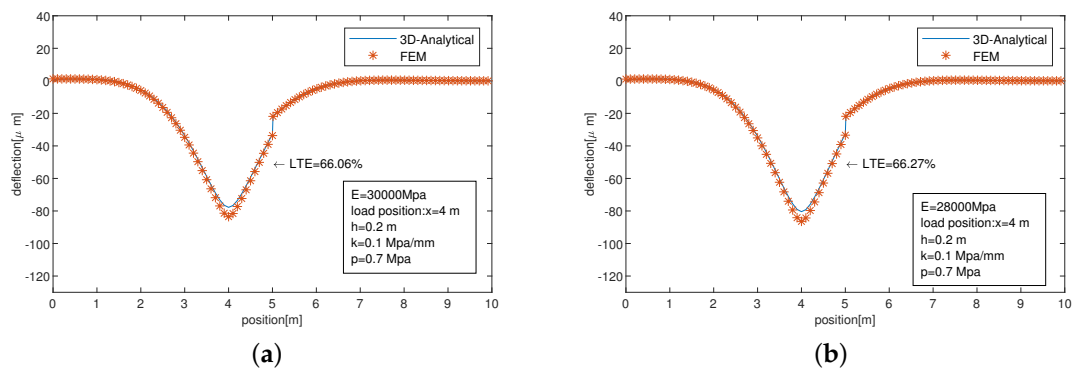 40
20
0
-20
-40
-60
-80
-100
-120
deflection[μ m]
0 1 2 3 4 5 6 7 8 9 10
position[m]
3D-Analytical
FEM
← LTE=66.06%
E=30000Mpa
load position:x=4 m
h=0.2 m
k=0.1 Mpa/mm
p=0.7 Mpa
(a)
40
20
0
-20
-40
-60
-80
-100
-120
deflection[μ m]
0 1 2 3 4 5 6 7 8 9 10
position[m]
3D-Analytical
FEM
← LTE=66.27%
E=28000Mpa
load position:x=4 m
h=0.2 m
k=0.1 Mpa/mm
p=0.7 Mpa
(b)